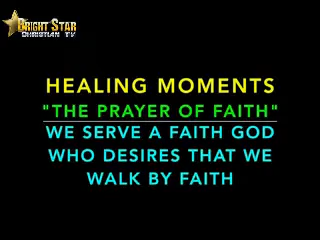 BRIGHT STAR
CHRISTIAN TV
HEALING MOMENTS
"THE PRAYER OF FAITH"
WE SERVE A FAITH GOD
WHO DESIRES THAT WE
WALK BY FAITH